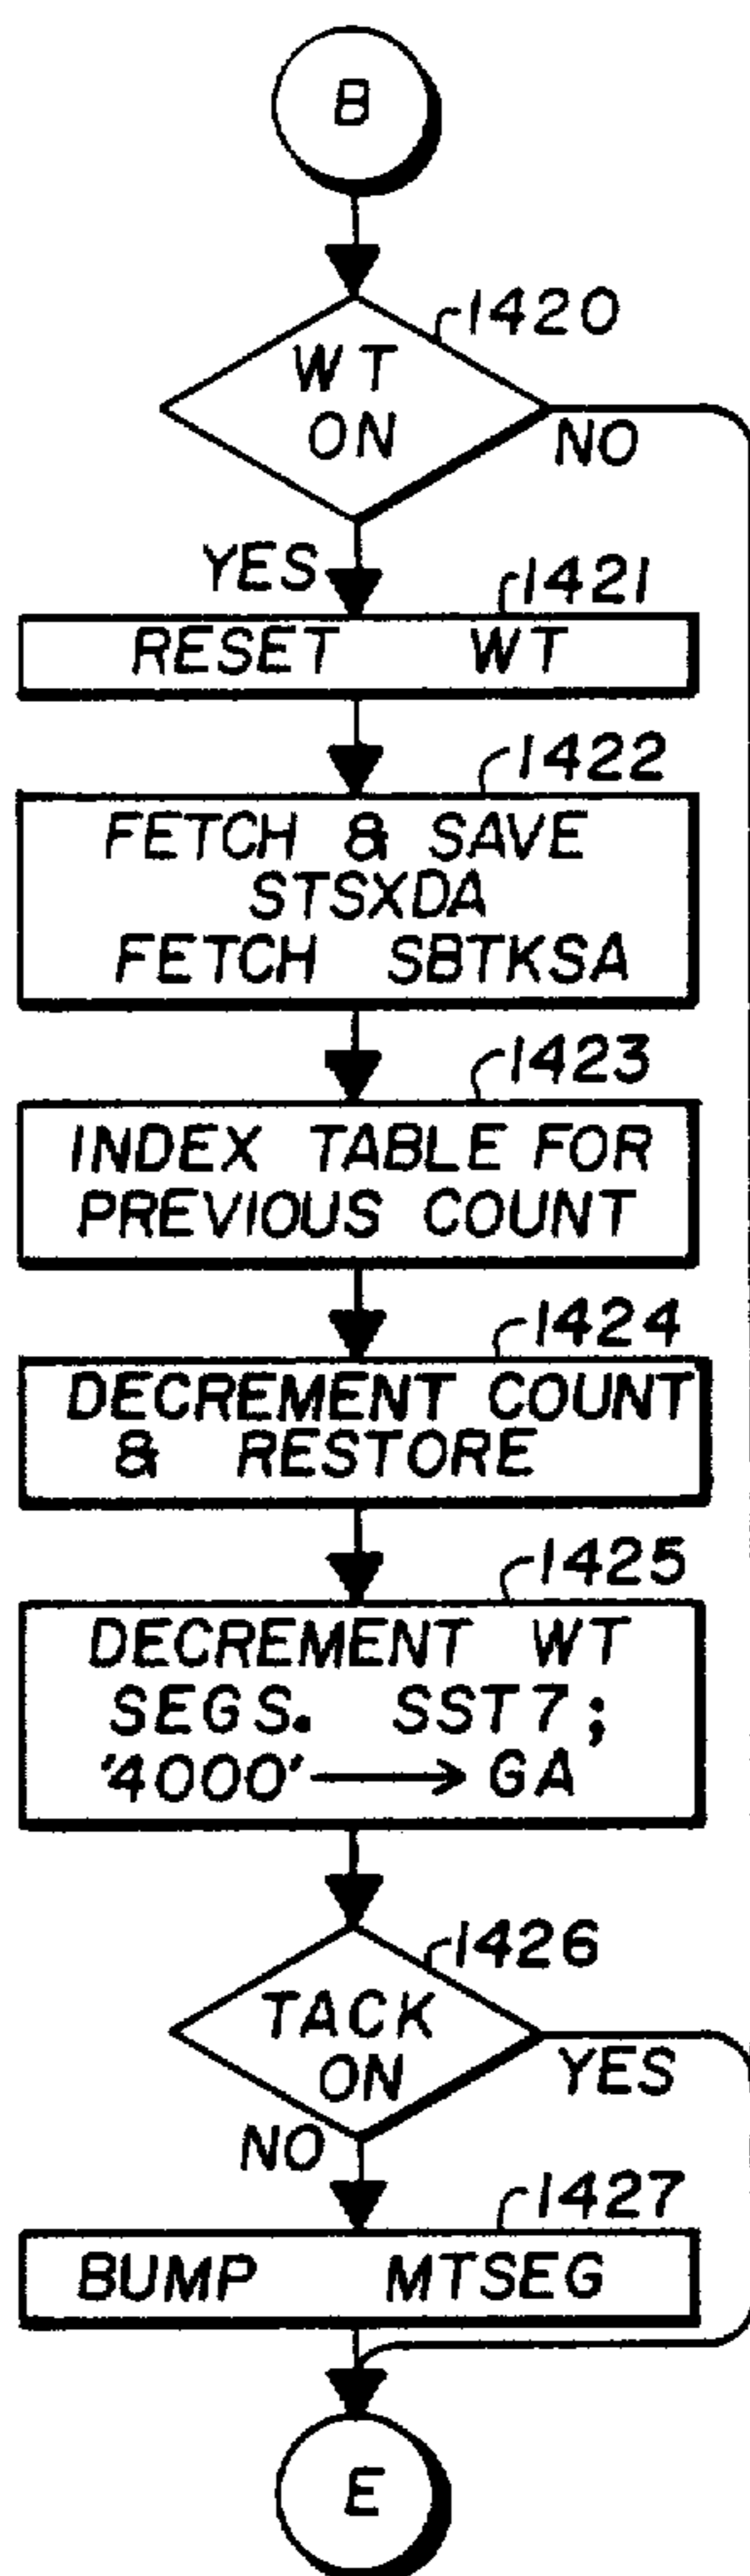 B
1420
WT
ON
NO
YES
1421
RESET WT
1422
FETCH & SAVE
STSXDA
FETCH SBTKSA
1423
INDEX TABLE FOR
PREVIOUS COUNT
1424
DECREMENT COUNT
& RESTORE
1425
DECREMENT WT
SEGS. SST7;
'4000'→GA
1426
TACK
ON
YES
NO
1427
BUMP MTSEG
E